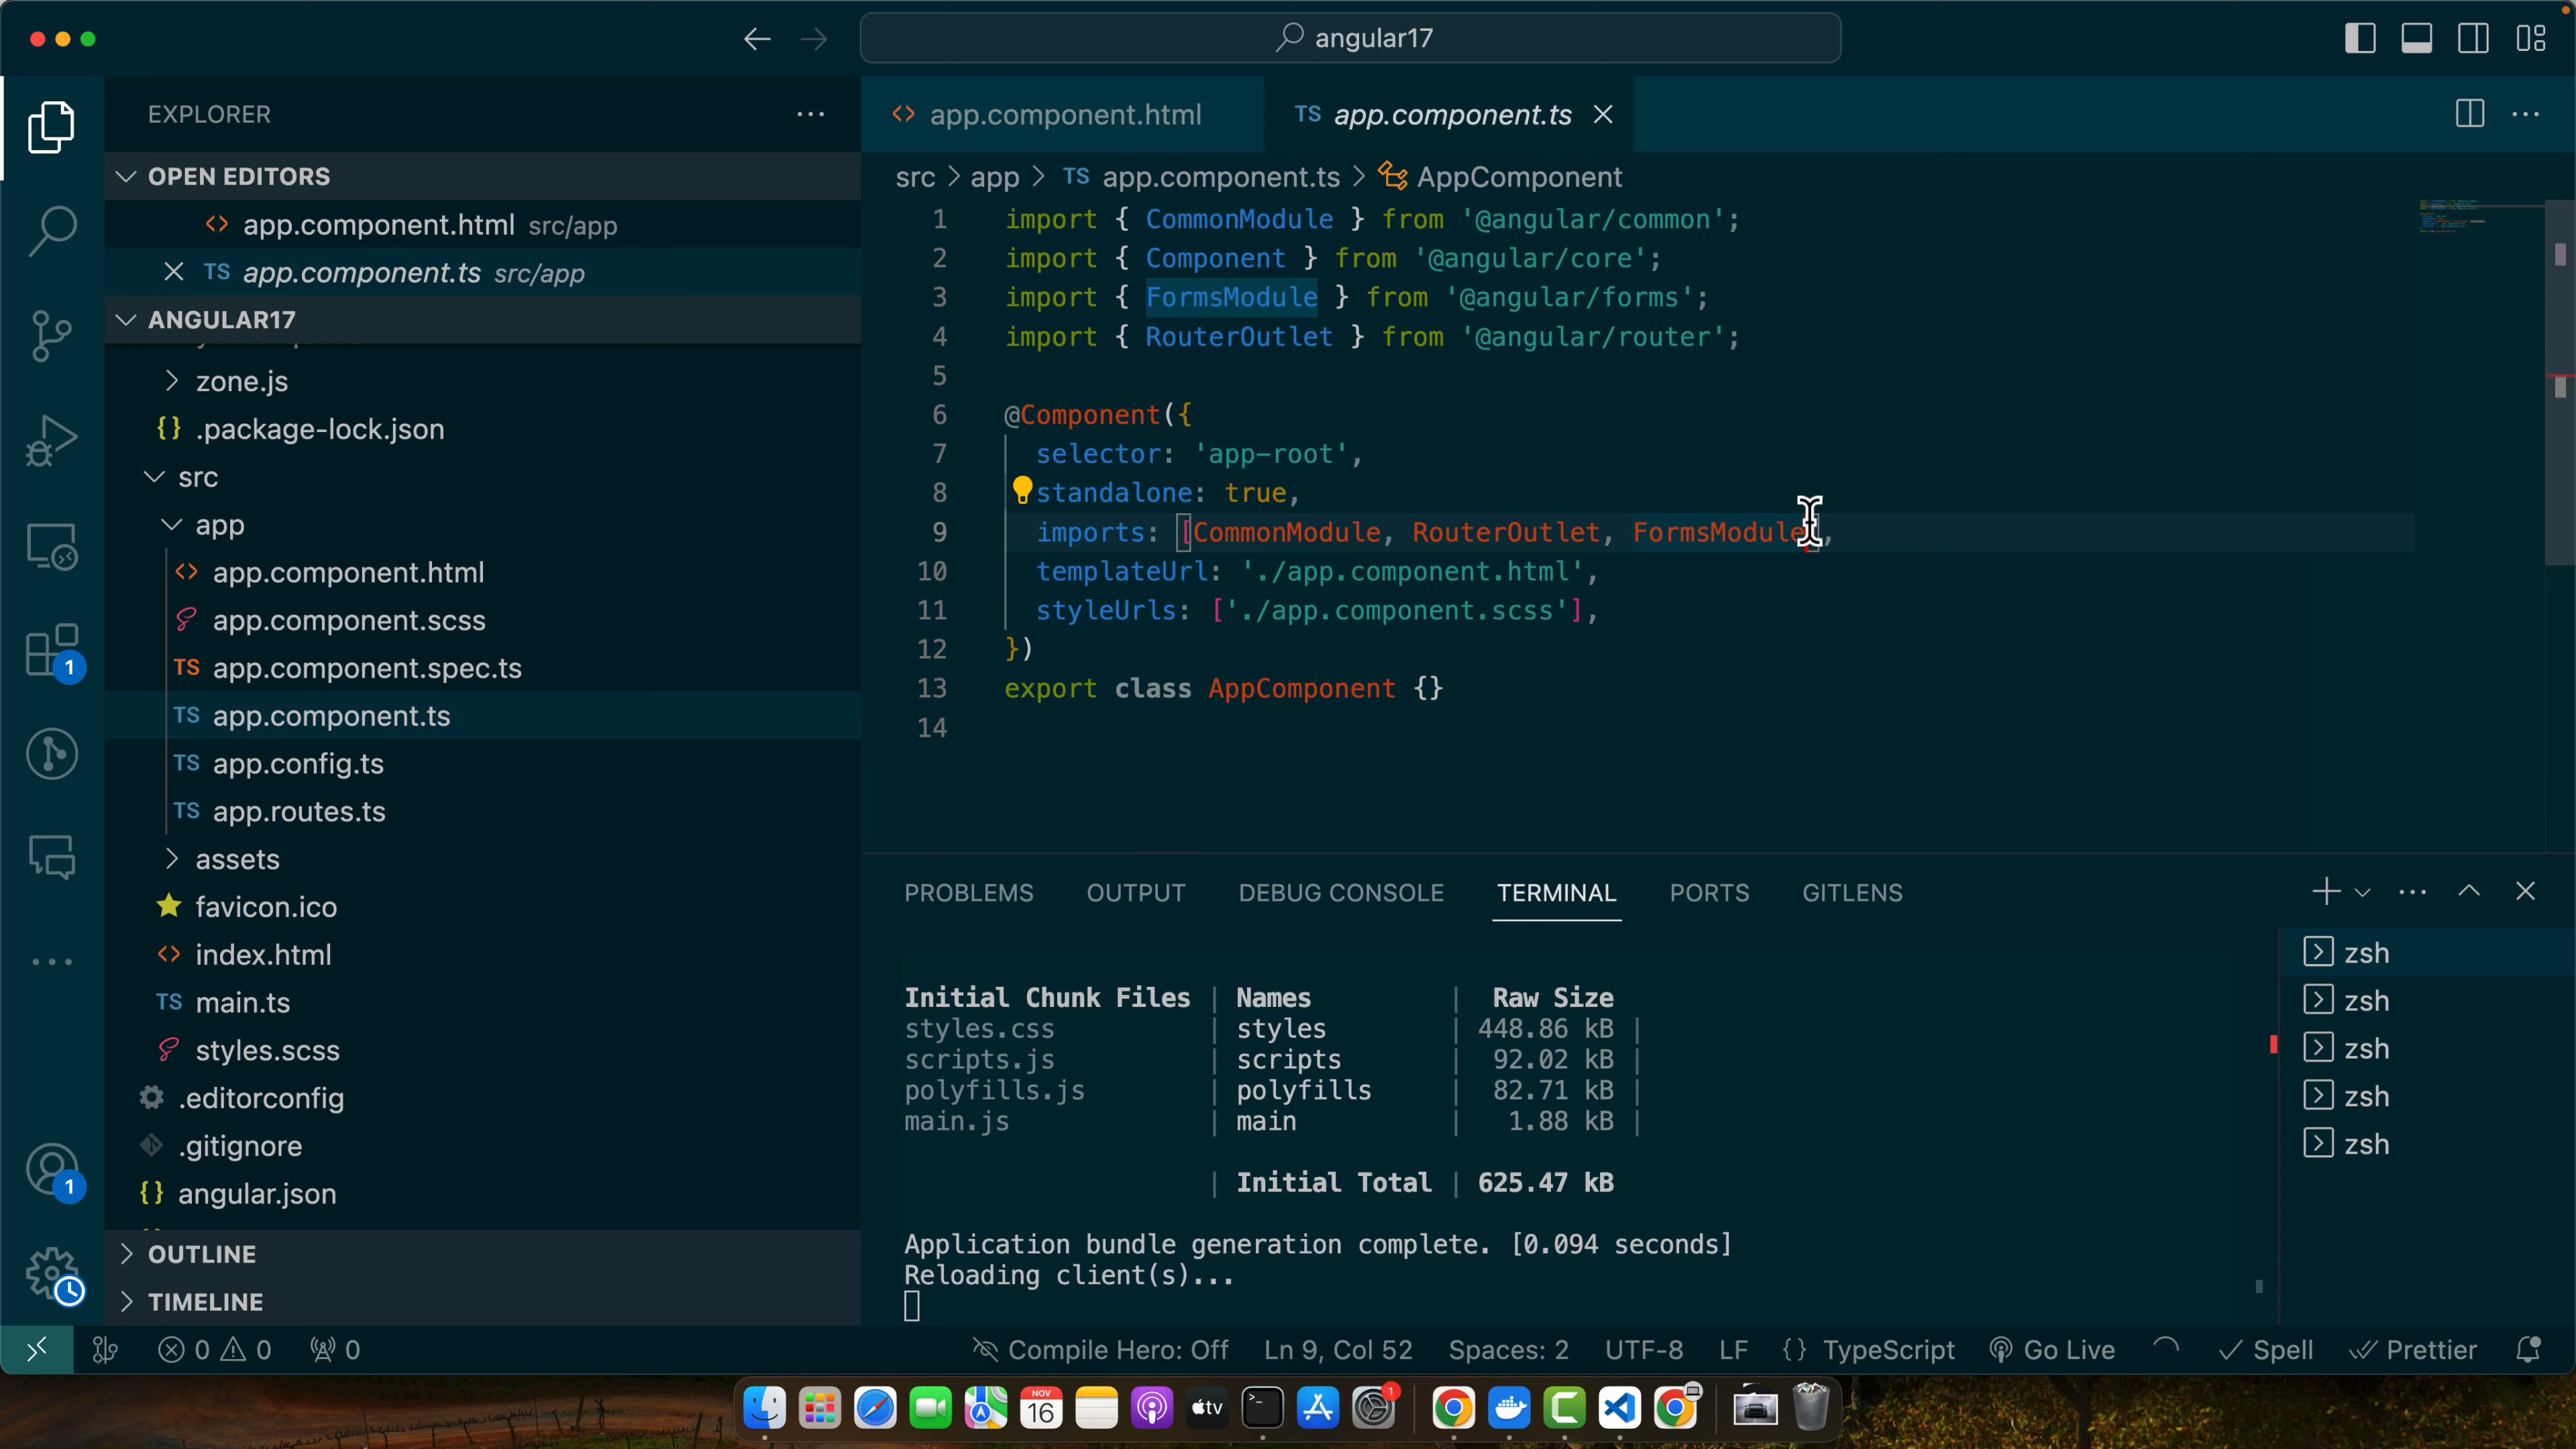 angular17
EXPLORER
OPEN EDITORS
app.component.html src/app
TS app.component.ts src/app
ANGULAR17
zone.js
{} .package-lock.json
src
app
app.component.html
app.component.scss
TS app.component.spec.ts
TS app.component.ts
TS app.config.ts
TS app.routes.ts
assets
favicon.ico
index.html
TS main.ts
styles.scss
.editorconfig
.gitignore
{} angular.json
OUTLINE
TIMELINE
1
1
<> app.component.html
TS app.component.ts
src > app > TS app.component.ts > AppComponent
1 import { CommonModule } from '@angular/common';
2 import { Component } from '@angular/core';
3 import { FormsModule } from '@angular/forms';
4 import { RouterOutlet } from '@angular/router';
5
6 @Component({
7 selector: 'app-root',
8 standalone: true,
9 imports: [CommonModule, RouterOutlet, FormsModule],
10 templateUrl: './app.component.html',
11 styleUrls: ['./app.component.scss'],
12 })
13 export class AppComponent {}
14
PROBLEMS OUTPUT DEBUG CONSOLE TERMINAL PORTS GITLENS
Initial Chunk Files | Names | Raw Size
styles.css | styles | 448.86 kB |
scripts.js | scripts | 92.02 kB |
polyfills.js | polyfills | 82.71 kB |
main.js | main | 1.88 kB |
| Initial Total | 625.47 kB
Application bundle generation complete. [0.094 seconds]
Reloading client(s)...
zsh
zsh
zsh
zsh
zsh
0 0 0 Compile Hero: Off Ln 9, Col 52 Spaces: 2 UTF-8 LF {} TypeScript Go Live Spell Prettier
NOV
16
tv
1